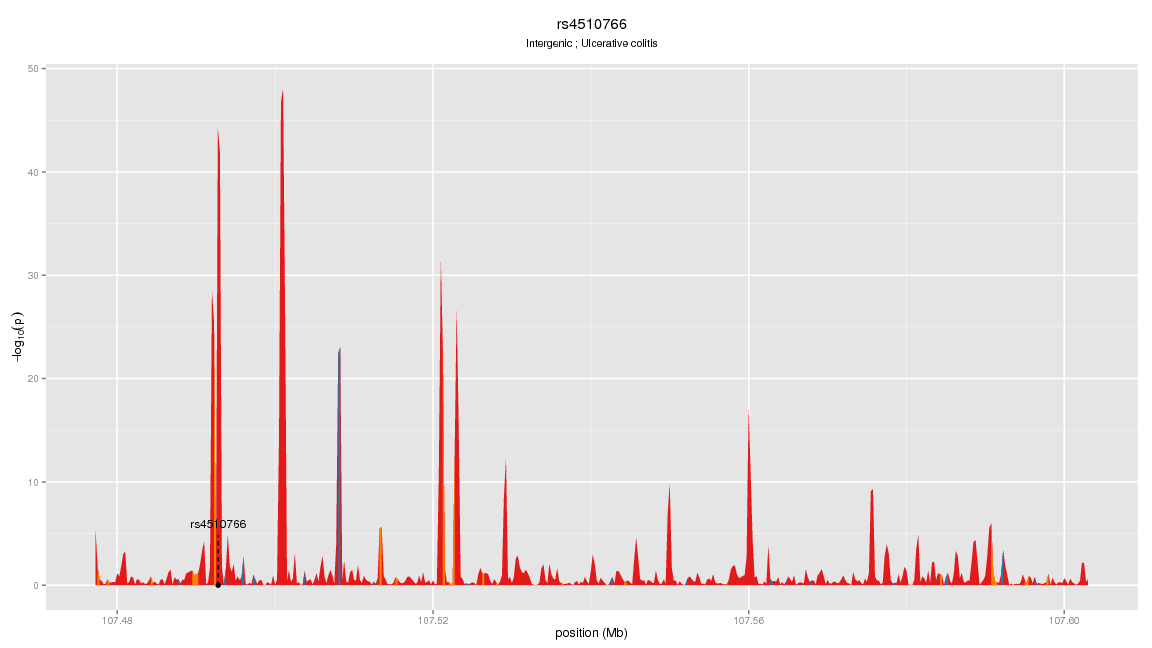 rs4510766
Intergenic ; Ulcerative colitis
50
40
30
20
10
0
−log10(p)
rs4510766
107.48
107.52
107.56
107.60
position (Mb)